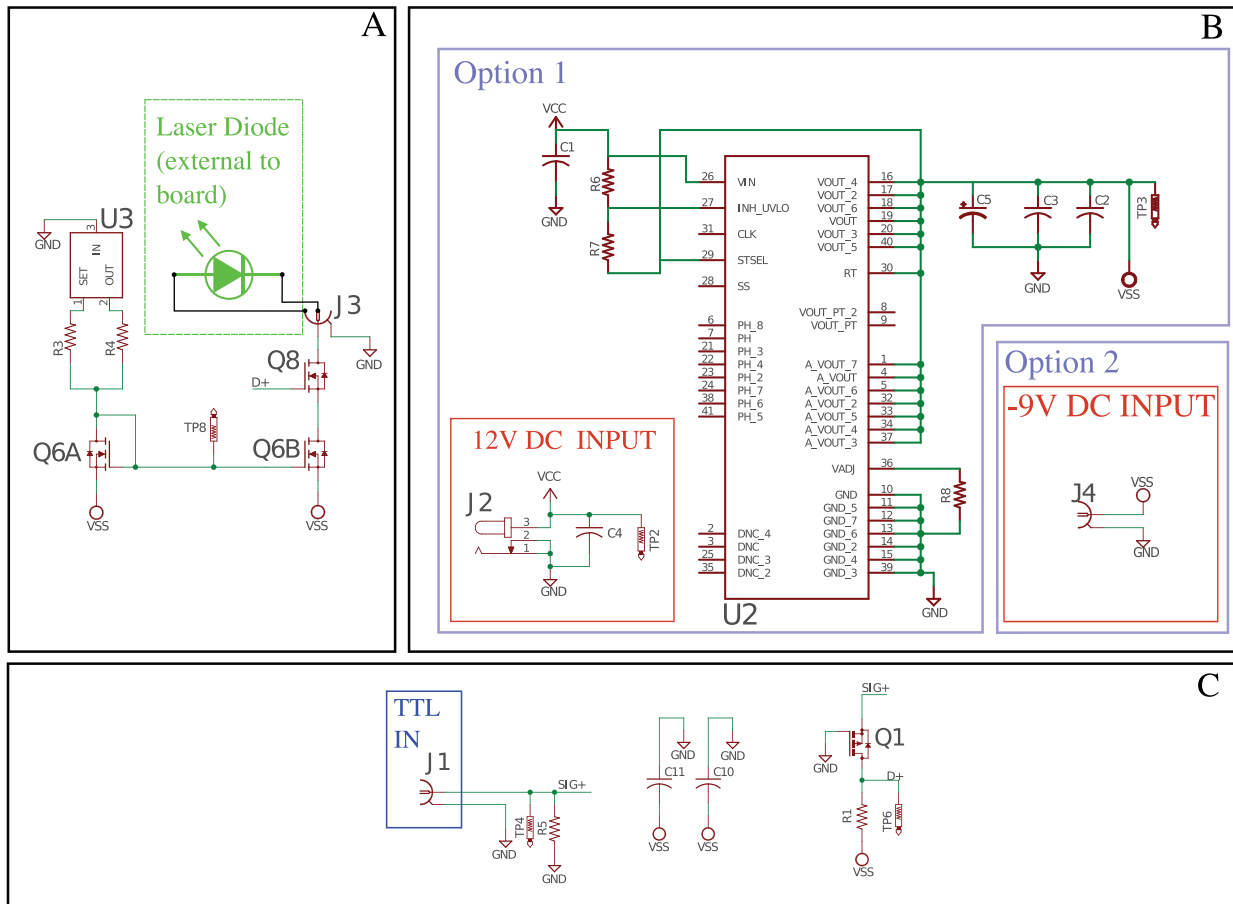 A
Laser Diode
(external to
board)
U3
GND
3
IN
SET
OUT
1
2
R3
R4
J3
GND
Q8
D+
TP8
Q6A
Q6B
VSS
VSS
B
Option 1
VCC
C1
GND
R6
R7
26 VIN
27 INH_UVLO
31 CLK
29 STSEL
28 SS
6 PH_8
7 PH
21 PH_3
22 PH_4
23 PH_2
24 PH_7
38 PH_6
41 PH_5
2 DNC_4
3 DNC
25 DNC_3
35 DNC_2
VOUT_4 16
VOUT_2 17
VOUT_6 18
VOUT 19
VOUT_3 20
VOUT_5 40
RT 30
VOUT_PT_2 8
VOUT_PT 9
A_VOUT_7 1
A_VOUT 4
A_VOUT_6 5
A_VOUT_2 32
A_VOUT_5 33
A_VOUT_4 34
A_VOUT_3 37
VADJ 36
GND 10
GND_5 11
GND_7 12
GND_6 13
GND_2 14
GND_4 15
GND_3 39
U2
R8
GND
C5
C3
C2
TP3
GND
VSS
12V DC INPUT
VCC
J2
3
2
1
C4
TP2
GND
Option 2
-9V DC INPUT
VSS
J4
GND
C
TTL
IN
J1
SIG+
GND
TP4
R5
GND
GND
C11
VSS
GND
C10
VSS
SIG+
Q1
GND
D+
R1
TP6
VSS